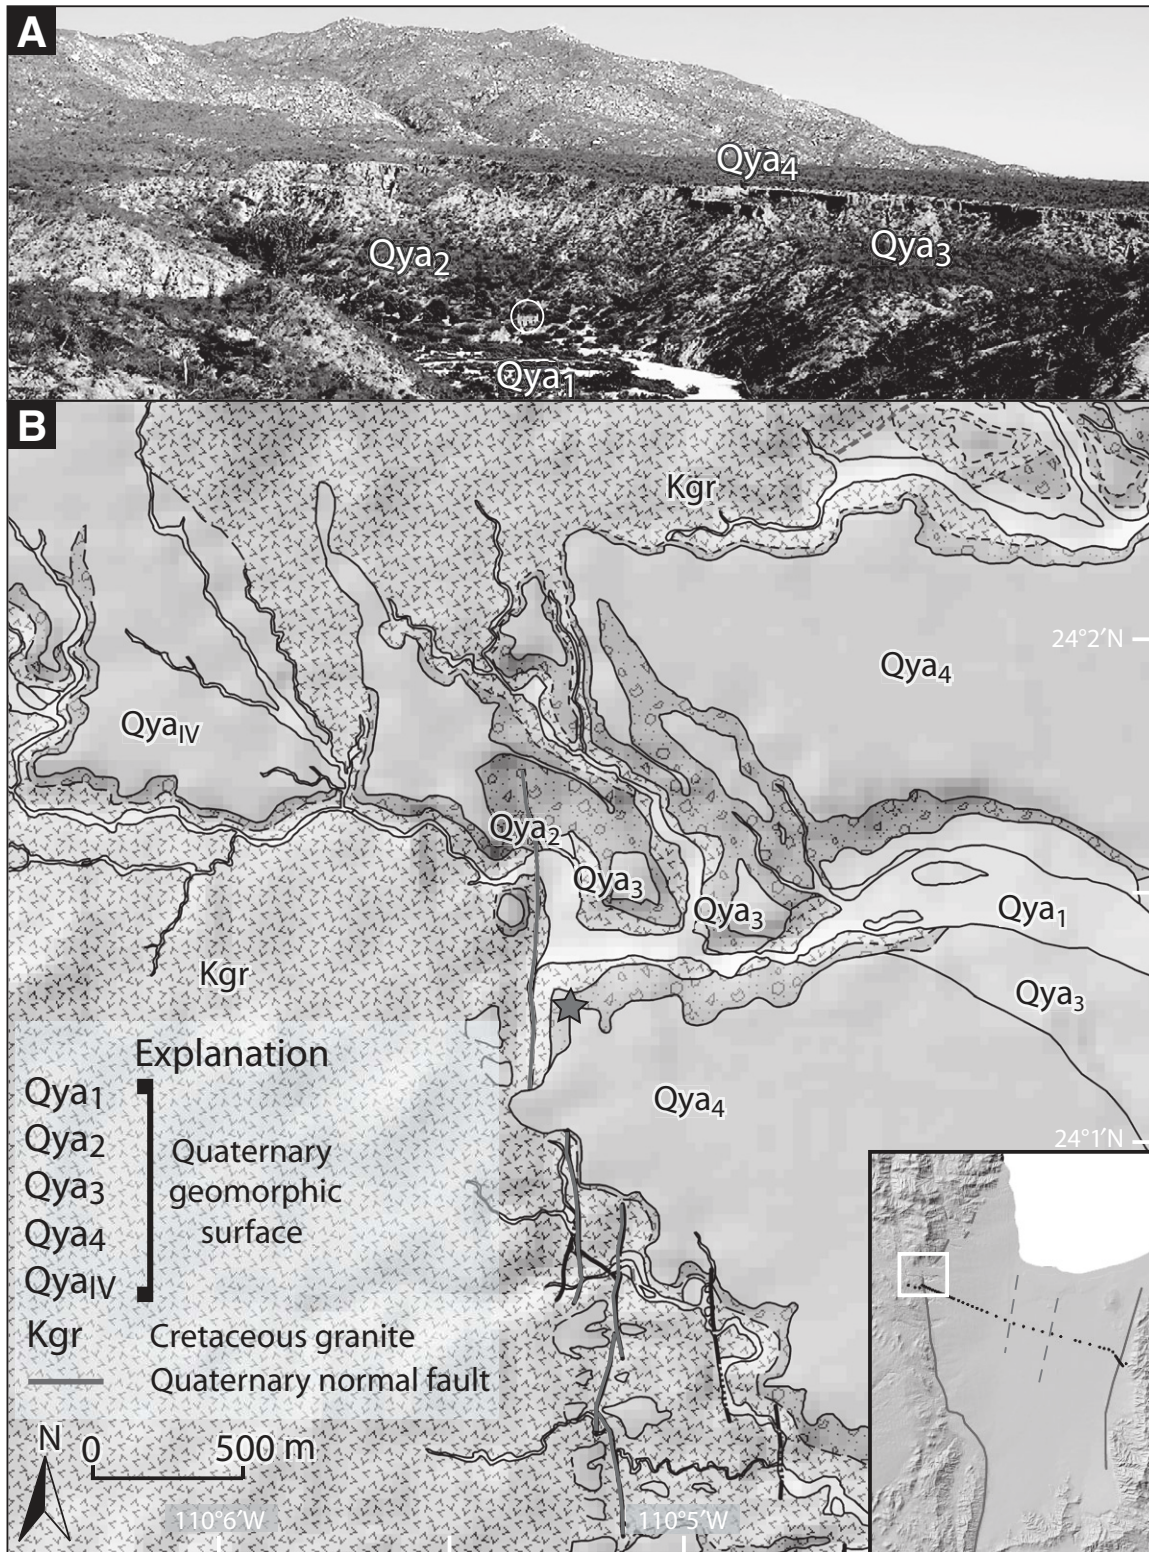 A
Qya4
Qya2
Qya3
Qya1
B
Kgr
24°2′N
Qya4
QyaIV
Qya2
Qya3
Qya3
Qya1
Kgr
Qya3
Explanation
Qya1
Qya2
Qya3
Qya4
QyaIV
Quaternary
geomorphic
surface
Qya4
24°1′N
Kgr Cretaceous granite
Quaternary normal fault
N 0 500 m
110°6′W
110°5′W